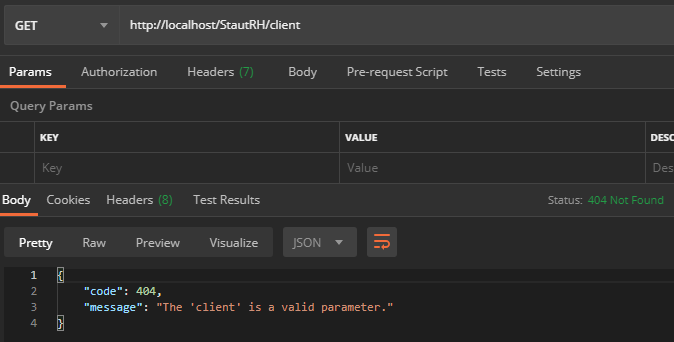 GET http://localhost/StautRH/client
Params Authorization Headers (7) Body Pre-request Script Tests Settings
Query Params
KEY VALUE DESC
Key Value Des
Body Cookies Headers (8) Test Results Status: 404 Not Found
Pretty Raw Preview Visualize JSON
1 {
2 "code": 404,
3 "message": "The 'client' is a valid parameter."
4 }